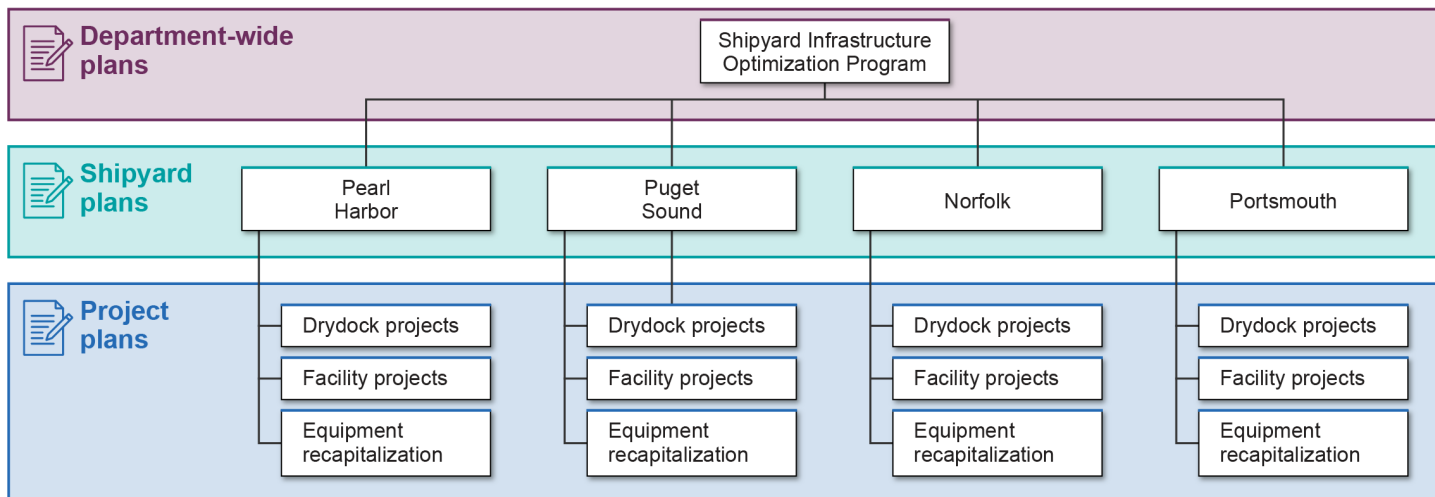 Department-wide
plans
Shipyard Infrastructure
Optimization Program
Shipyard
plans
Pearl
Harbor
Puget
Sound
Norfolk
Portsmouth
Project
plans
Drydock projects
Facility projects
Equipment
recapitalization
Drydock projects
Facility projects
Equipment
recapitalization
Drydock projects
Facility projects
Equipment
recapitalization
Drydock projects
Facility projects
Equipment
recapitalization